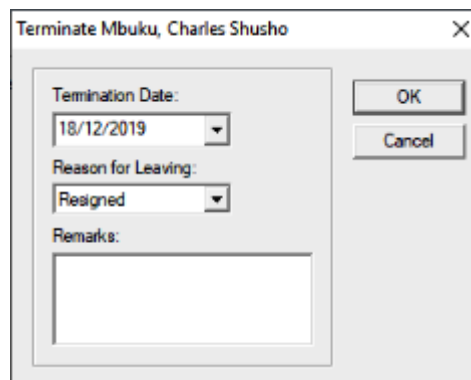 Terminate Mbuku, Charles Shusho
Termination Date:
18/12/2019
Reason for Leaving:
Resigned
Remarks:
OK
Cancel